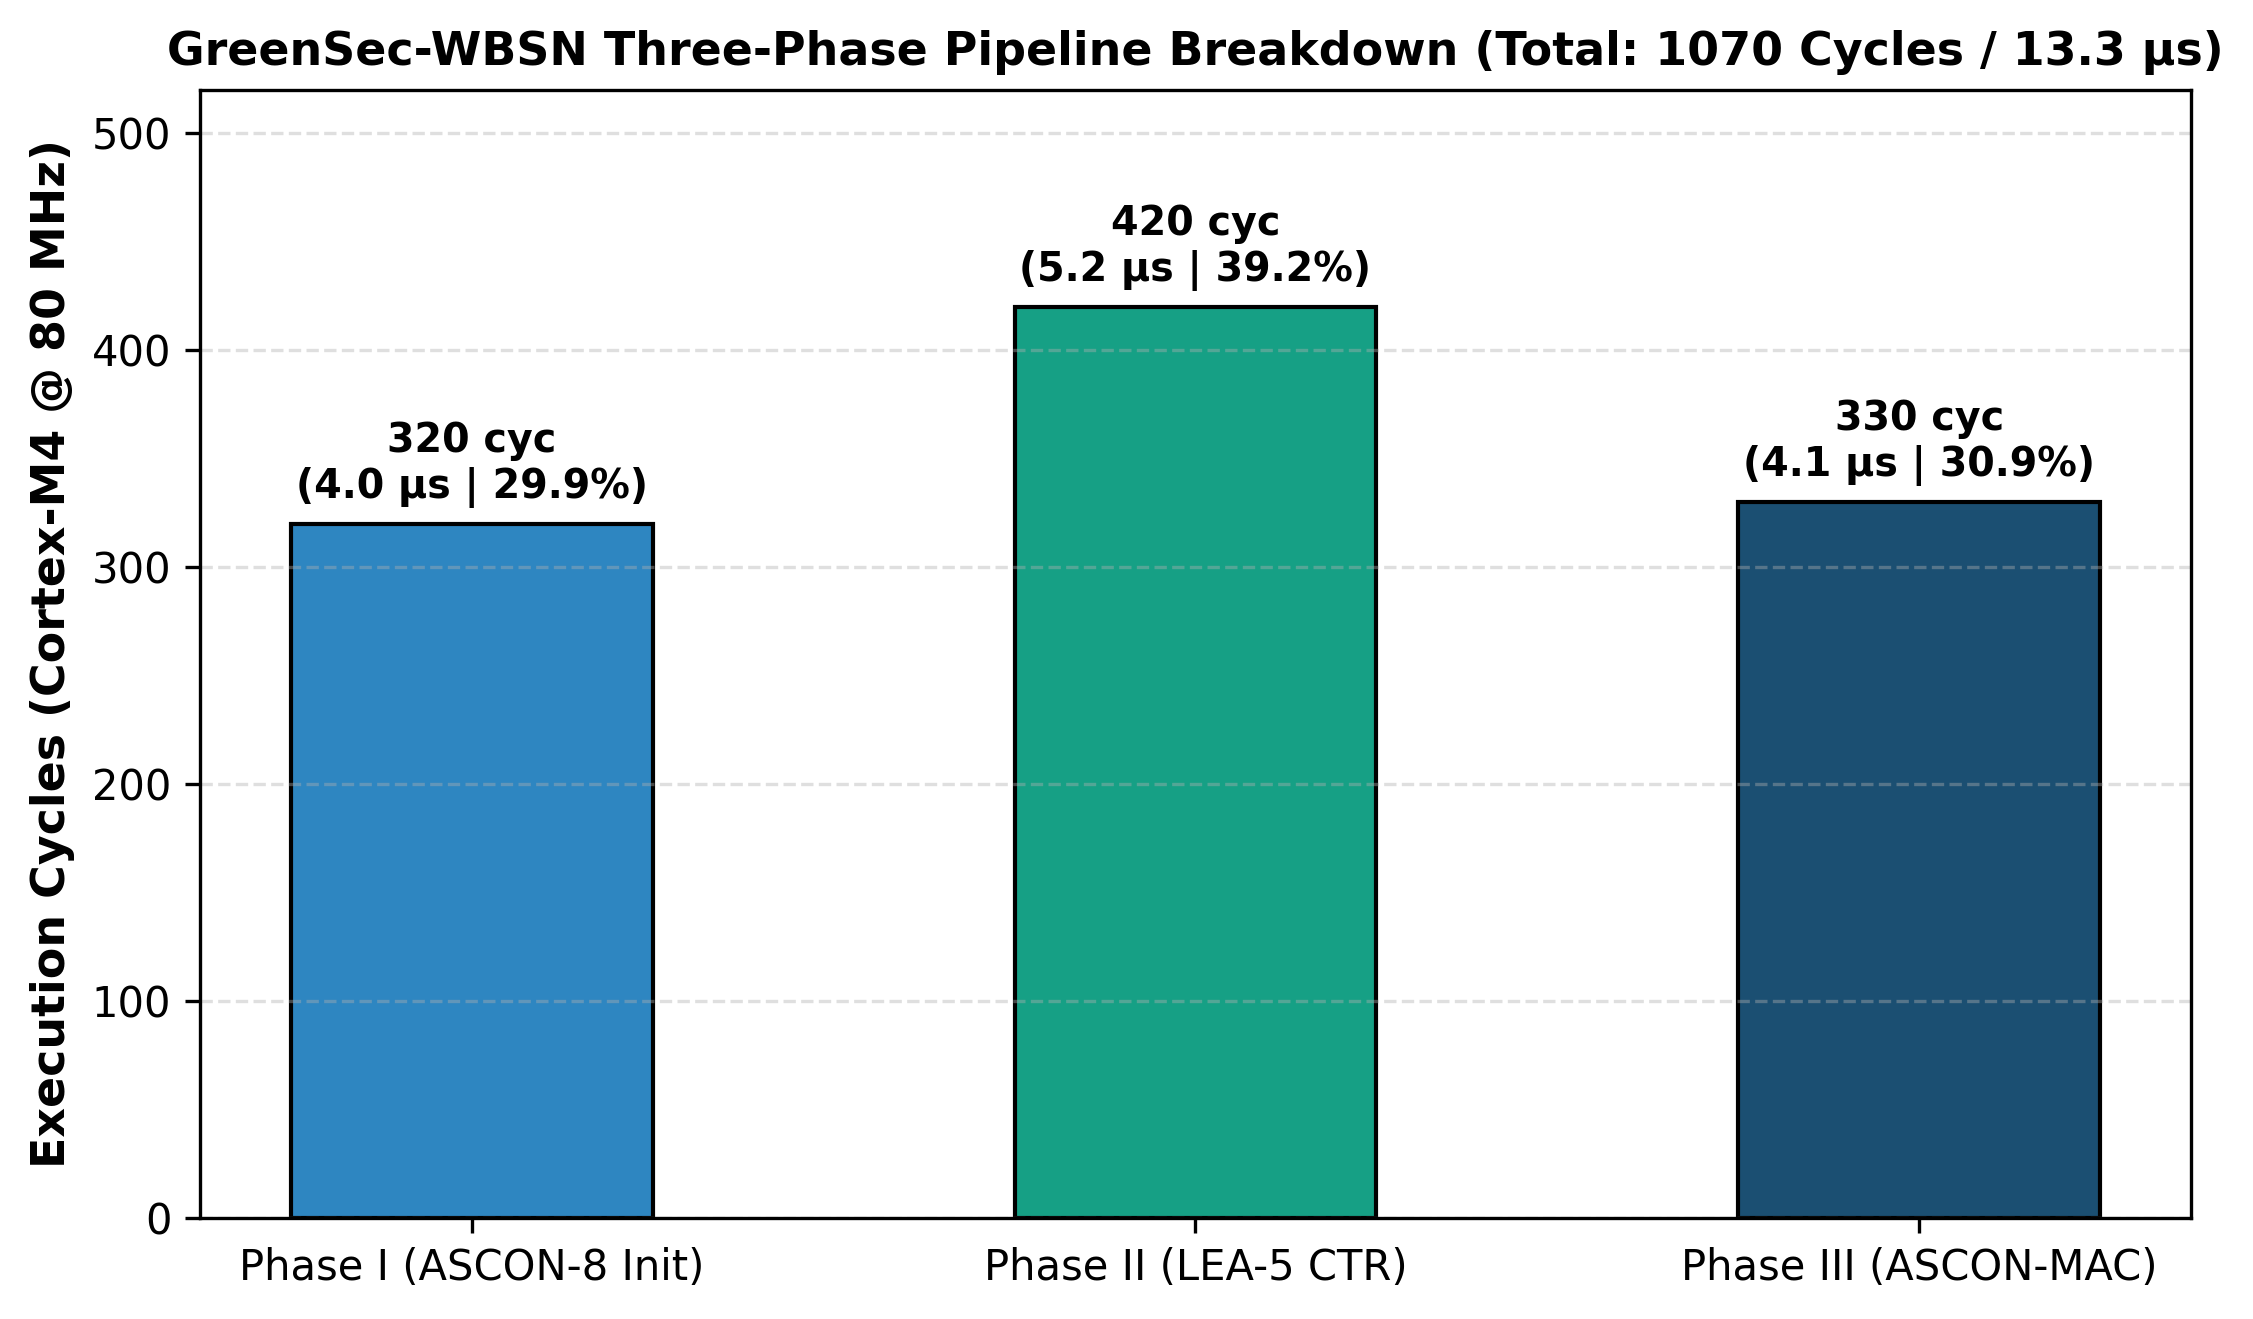 GreenSec-WBSN Three-Phase Pipeline Breakdown (Total: 1070 Cycles / 13.3 µs)
Execution Cycles (Cortex-M4 @ 80 MHz)
500
400
300
200
100
0
320 cyc
(4.0 µs | 29.9%)
420 cyc
(5.2 µs | 39.2%)
330 cyc
(4.1 µs | 30.9%)
Phase I (ASCON-8 Init)
Phase II (LEA-5 CTR)
Phase III (ASCON-MAC)